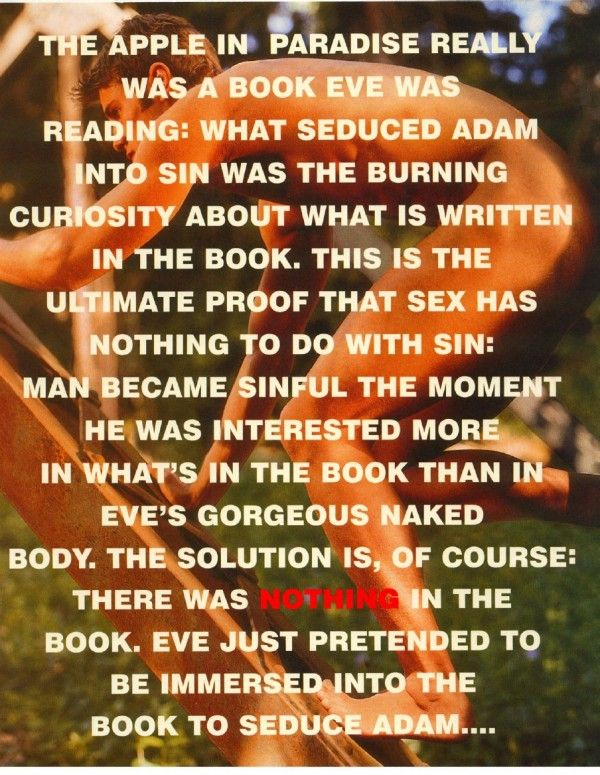 THE APPLE IN PARADISE REALLY
WAS A BOOK EVE WAS
READING: WHAT SEDUCED ADAM
INTO SIN WAS THE BURNING
CURIOSITY ABOUT WHAT IS WRITTEN
IN THE BOOK. THIS IS THE
ULTIMATE PROOF THAT SEX HAS
NOTHING TO DO WITH SIN:
MAN BECAME SINFUL THE MOMENT
HE WAS INTERESTED MORE
IN WHAT'S IN THE BOOK THAN IN
EVE'S GORGEOUS NAKED
BODY. THE SOLUTION IS, OF COURSE:
THERE WAS NOTHING IN THE
BOOK. EVE JUST PRETENDED TO
BE IMMERSED INTO THE
BOOK TO SEDUCE ADAM....